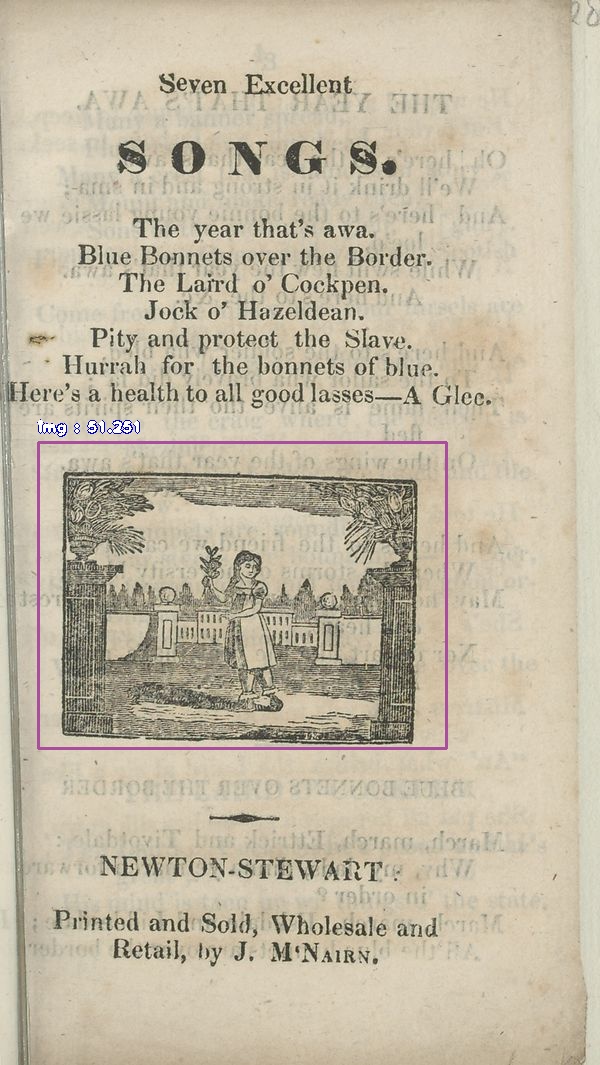 Seven Excellent
SONGS.
The year that's awa.
Blue Bonnets over the Border.
The Laird o' Cockpen.
Jock o' Hazeldean.
Pity and protect the Slave.
Hurrah for the bonnets of blue.
Here's a health to all good lasses—A Glee.
img : 51.251
NEWTON-STEWART:
Printed and Sold, Wholesale and
Retail, by J. M'NAIRN.